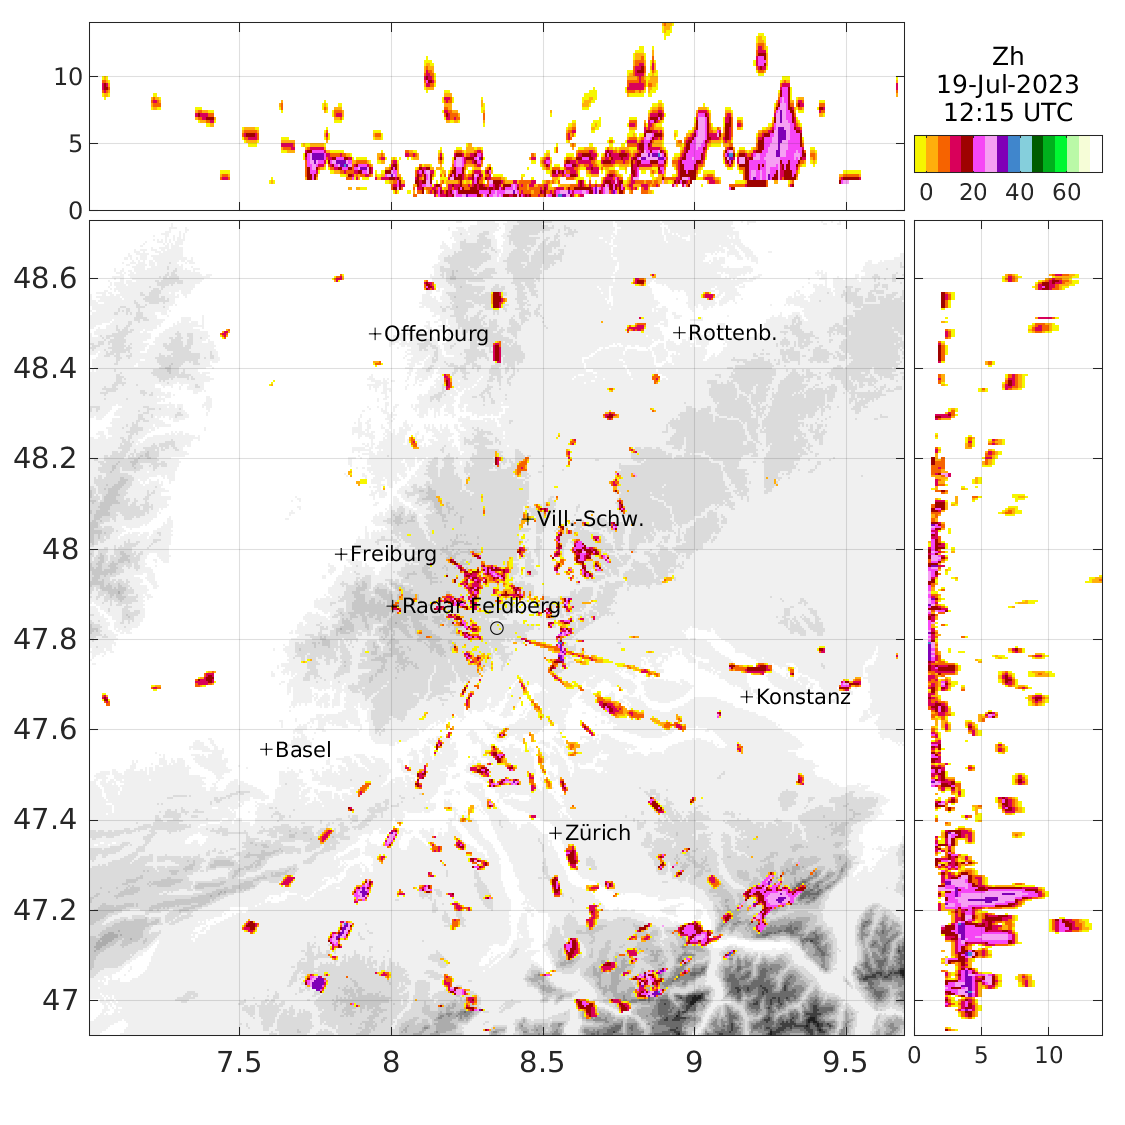 Zh
19-Jul-2023
12:15 UTC
0 20 40 60
10
5
0
48.6
+Offenburg
+Rottenb.
48.4
48.2
+Vill.-Schw.
48
+Freiburg
+Radar Feldberg
47.8
+Konstanz
47.6
+Basel
47.4
+Zürich
47.2
47
7.5 8 8.5 9 9.5
0 5 10